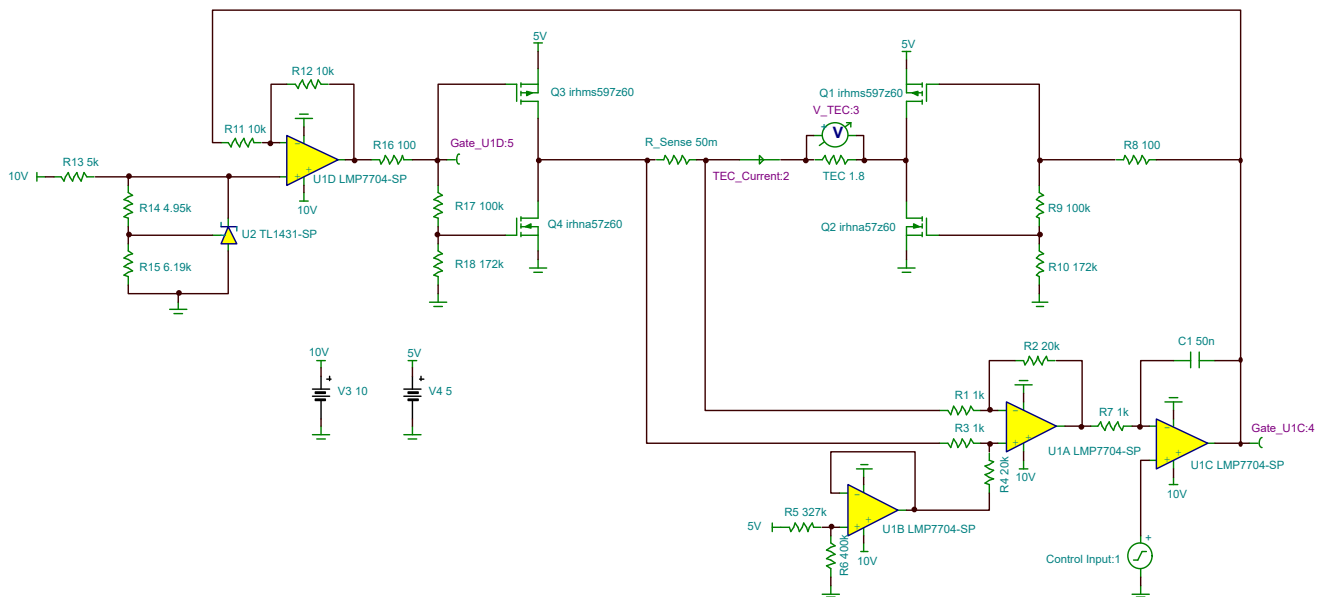 5V
5V
R12 10k
Q3 irhms597z60
Q1 irhms597z60
V_TEC:3
+
V
R11 10k
R16 100
Gate_U1D:5
R_Sense 50m
R8 100
10V
R13 5k
U1D LMP7704-SP
TEC_Current:2
TEC 1.8
10V
R14 4.95k
R17 100k
R9 100k
U2 TL1431-SP
Q4 irhna57z60
Q2 irhna57z60
R15 6.19k
R18 172k
R10 172k
C1 50n
10V
5V
R2 20k
+
V3 10
+
V4 5
R1 1k
R7 1k
Gate_U1C:4
R3 1k
U1A LMP7704-SP
U1C LMP7704-SP
R4 20k
10V
10V
5V
R5 327k
U1B LMP7704-SP
R6 400k
10V
Control Input:1
+